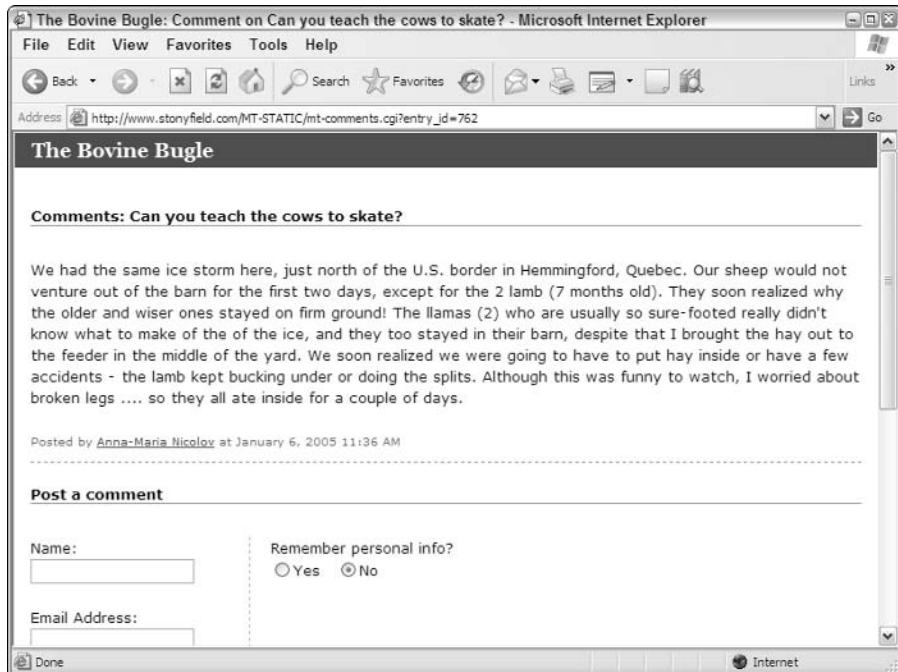 The Bovine Bugle: Comment on Can you teach the cows to skate? - Microsoft Internet Explorer
File Edit View Favorites Tools Help
Back Search Favorites Links »
Address http://www.stonyfield.com/MT-STATIC/mt-comments.cgi?entry_id=762 Go
The Bovine Bugle
Comments: Can you teach the cows to skate?
We had the same ice storm here, just north of the U.S. border in Hemmingford, Quebec. Our sheep would not
venture out of the barn for the first two days, except for the 2 lamb (7 months old). They soon realized why
the older and wiser ones stayed on firm ground! The llamas (2) who are usually so sure-footed really didn't
know what to make of the of the ice, and they too stayed in their barn, despite that I brought the hay out to
the feeder in the middle of the yard. We soon realized we were going to have to put hay inside or have a few
accidents - the lamb kept bucking under or doing the splits. Although this was funny to watch, I worried about
broken legs .... so they all ate inside for a couple of days.
Posted by Anna-Maria Nicolov at January 6, 2005 11:36 AM
Post a comment
Name:
Remember personal info?
Yes No
Email Address:
Done Internet